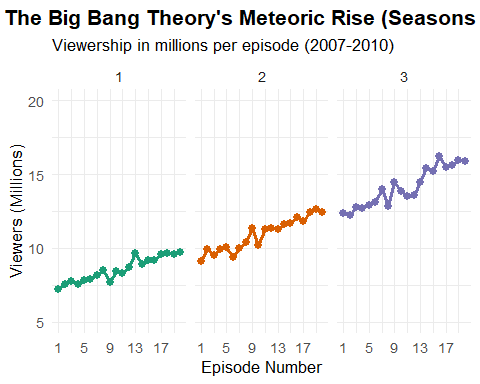 The Big Bang Theory's Meteoric Rise (Seasons
Viewership in millions per episode (2007-2010)
1 2 3
Viewers (Millions)
20
15
10
5
1 5 9 13 17 1 5 9 13 17 1 5 9 13 17
Episode Number